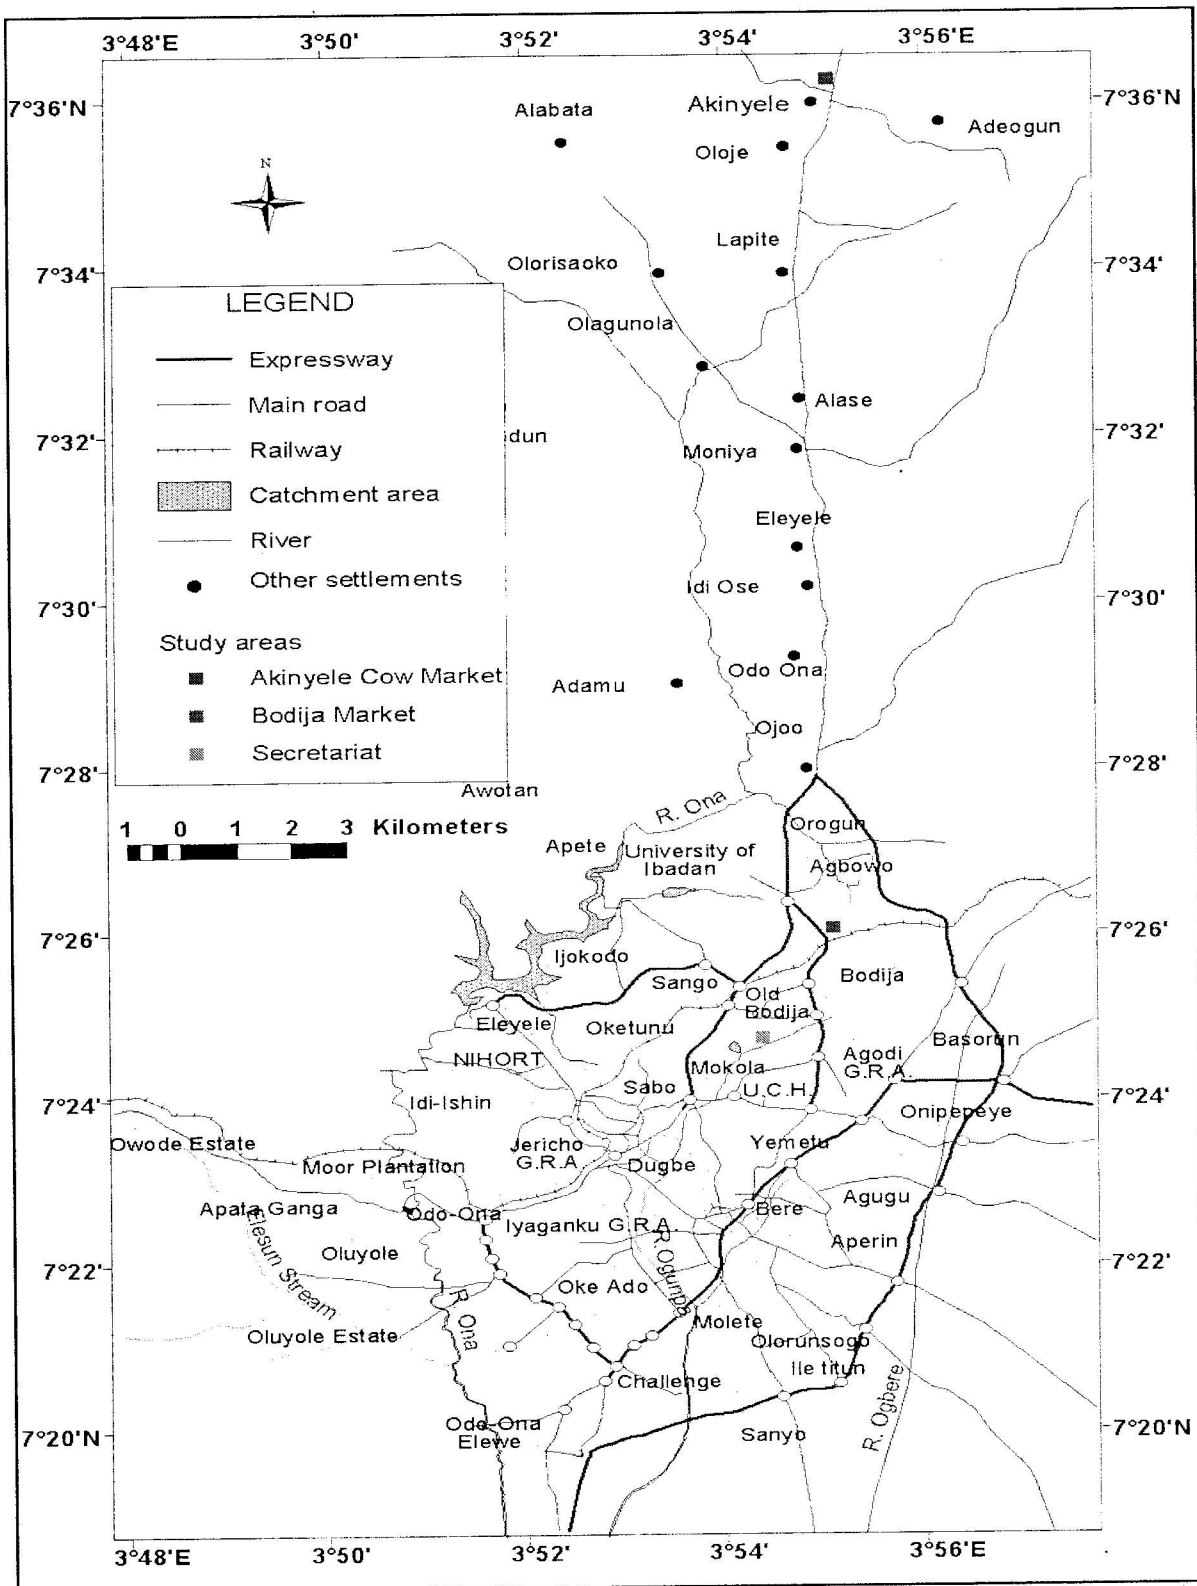 3°48'E 3°50' 3°52' 3°54' 3°56'E
7°36'N 7°36'N
Alabata
Akinyele
Adeogun
Oloje
N
Lapite
Olorisaoko
7°34' 7°34'
LEGEND
Expressway
Main road
Railway
Catchment area
River
Other settlements
Study areas
Akinyele Cow Market
Bodija Market
Secretariat
Olagunola
Alase
7°32' 7°32'
dun
Moniya
Eleyele
Idi Ose
7°30' 7°30'
Odo Ona
Adamu
Ojoo
7°28' 7°28'
Awotan
R. Ona
1 0 1 2 3 Kilometers
Orogun
Apete
University of
Ibadan
Agbowo
7°26' 7°26'
Ijokodo
Sango
Bodija
Old
Bodija
Eleyele
Oketunu
Basorun
NIHORT
Mokola
Agodi
G.R.A.
Sabo
U.C.H.
7°24' 7°24'
Idi-Ishin
Onipepeye
Owode Estate
Jericho
G.R.A
Yemetu
Moor Plantation
Dugbe
Apata Ganga
Odo-Ona
Iyaganku G.R.A.
Bere
Agugu
Elesun Stream
Oluyole
R. Ogunpa
Aperin
7°22' 7°22'
Oke Ado
R. Ona
Oluyole Estate
Molete
Olorunsogo
Ile titun
Challenge
R. Ogbere
Odo-Ona
Elewe
Sanyo
7°20'N 7°20'N
3°48'E 3°50' 3°52' 3°54' 3°56'E